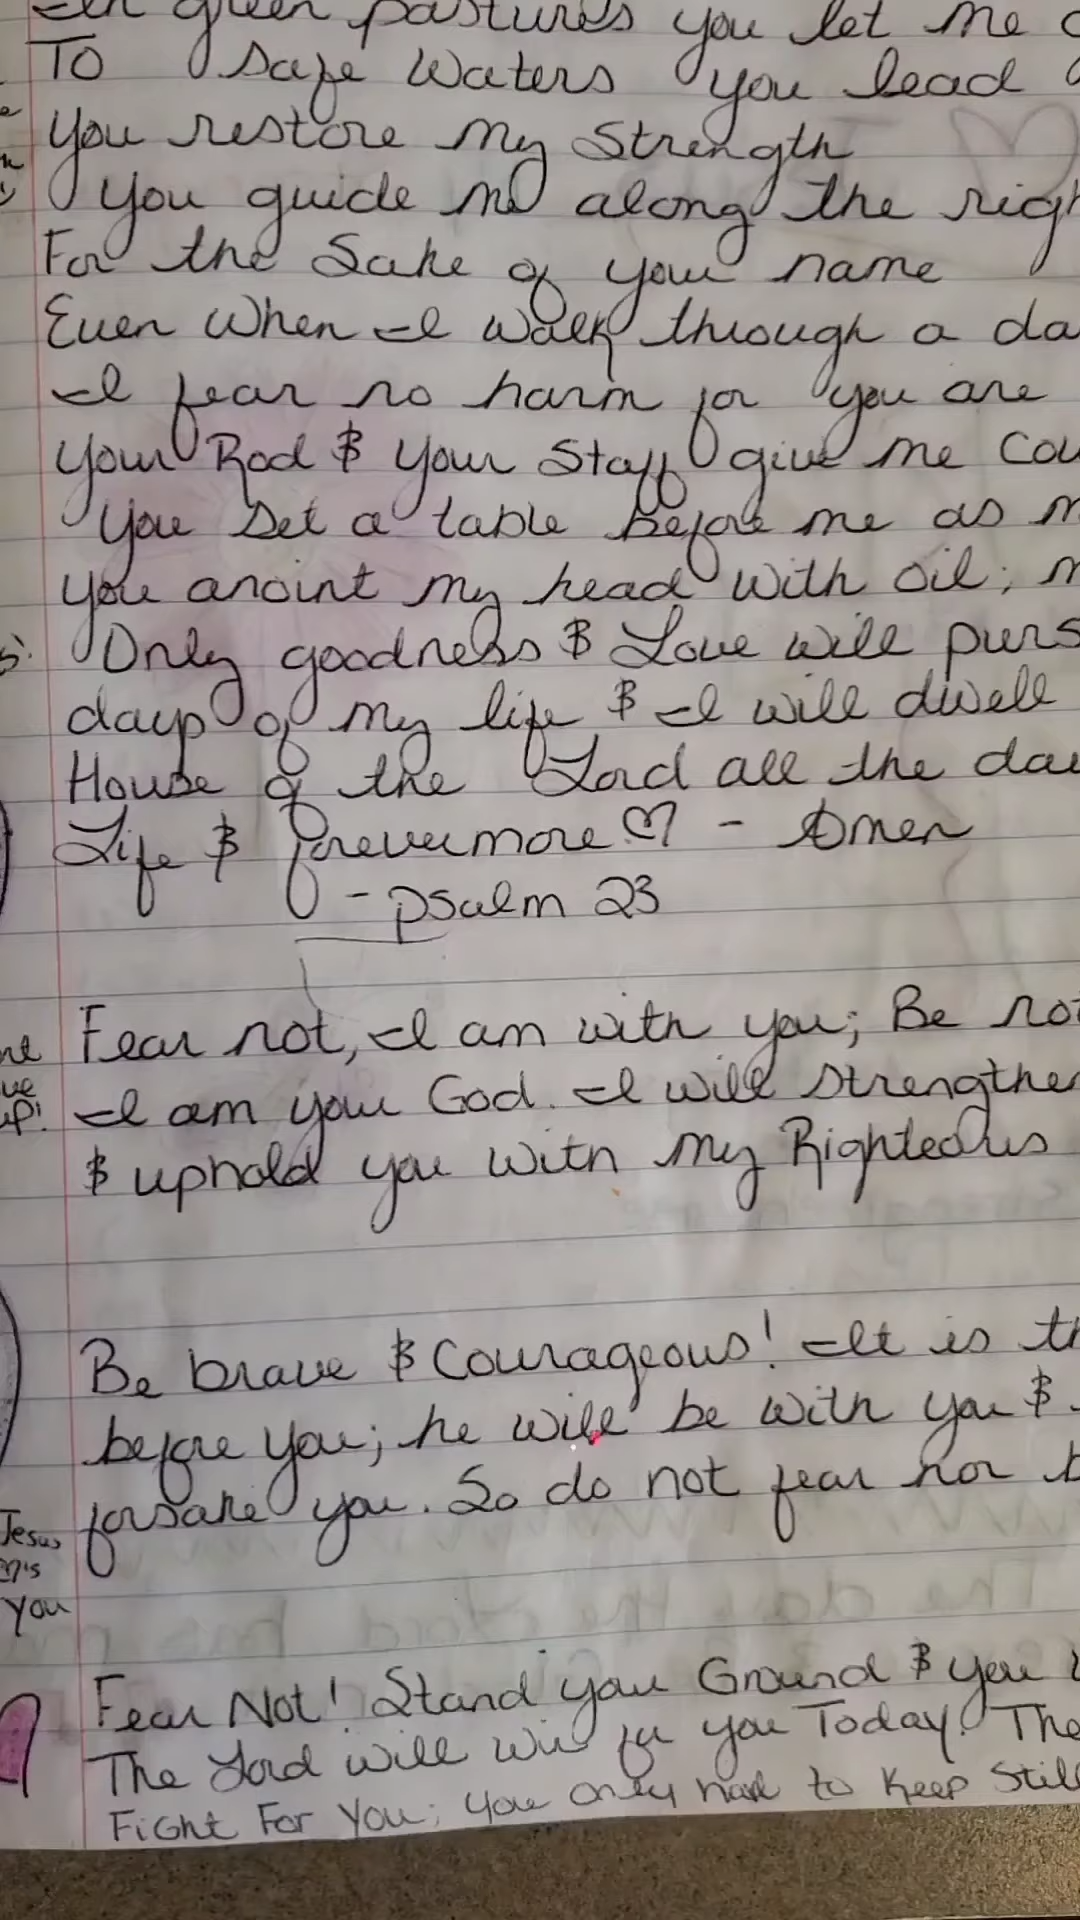 In green pastures you let me
To safe waters you lead
You restore my Strength
You guide me along the righ
For the Sake of your name
Even when I walk through a da
I fear no harm for you are
your Rod & your Staff give me cou
You set a table before me as m
you anoint my head with oil; m
Only goodness & Love will purs
days of my life & I will dwell
House of the Lord all the da
Life & forevermore ♡ - Amen
- psalm 23
Fear not, I am with you; Be not
I am your God. I will strengthen
& uphold you with my Righteous
Be brave & Courageous! It is th
before you; he will be with you &
forsake you. So do not fear nor b
Jesus
♡'s
You
Fear Not! Stand your Ground & you
The Lord will win for you Today! The
Fight For You; you only have to Keep Still